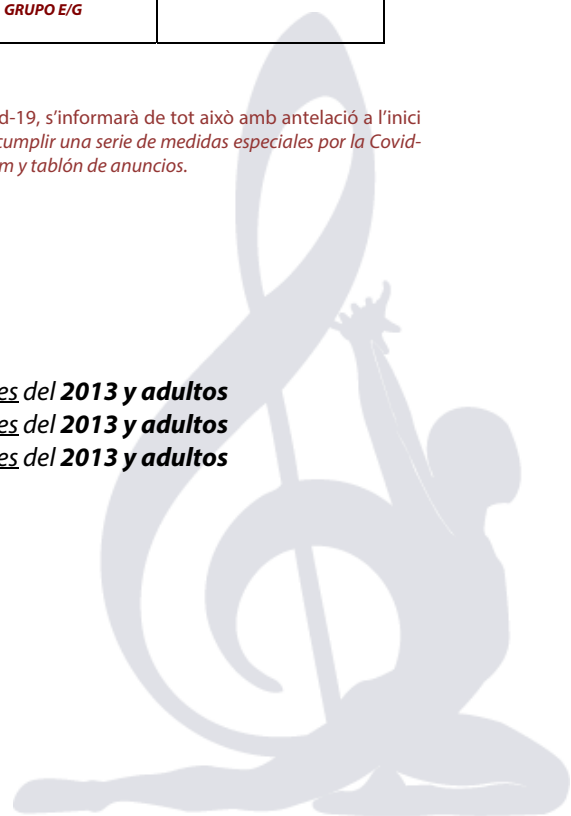 GRUPO E/G
d-19, s’informarà de tot això amb antelació a l’inici
cumplir una serie de medidas especiales por la Covid-
m y tablón de anuncios.
es del 2013 y adultos
es del 2013 y adultos
es del 2013 y adultos